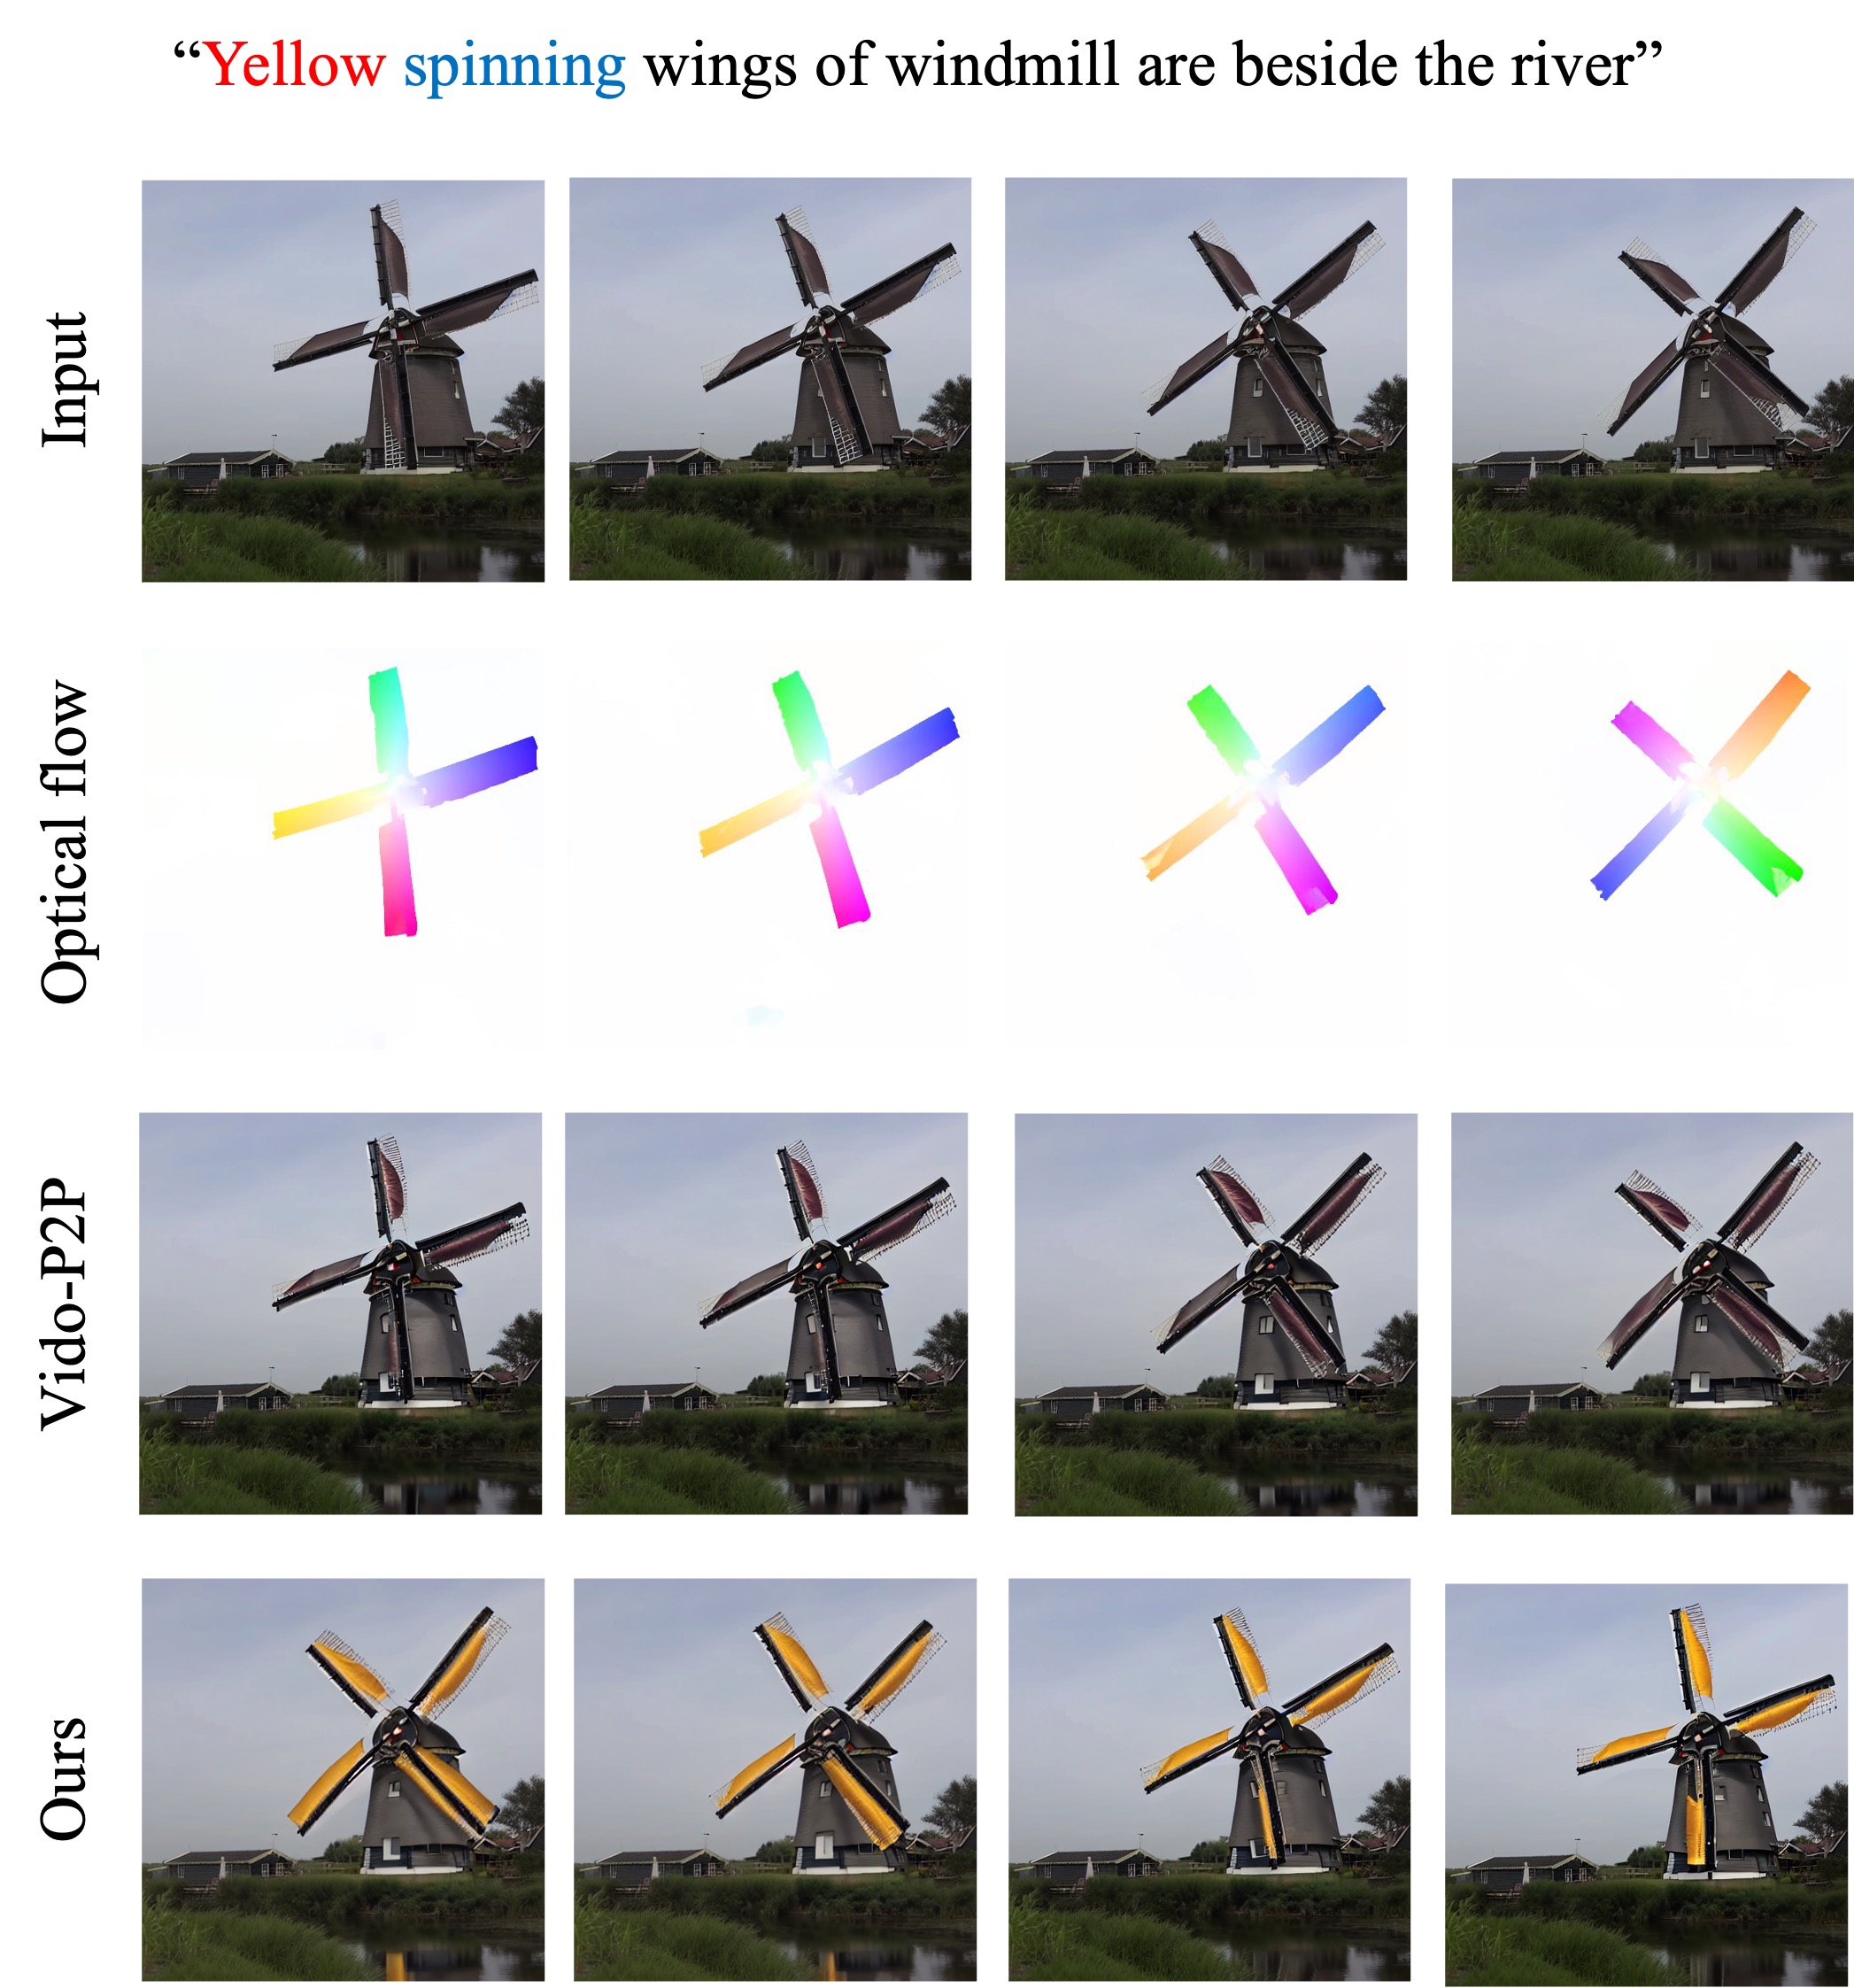 “Yellow spinning wings of windmill are beside the river”
Input
Optical flow
Vido-P2P
Ours